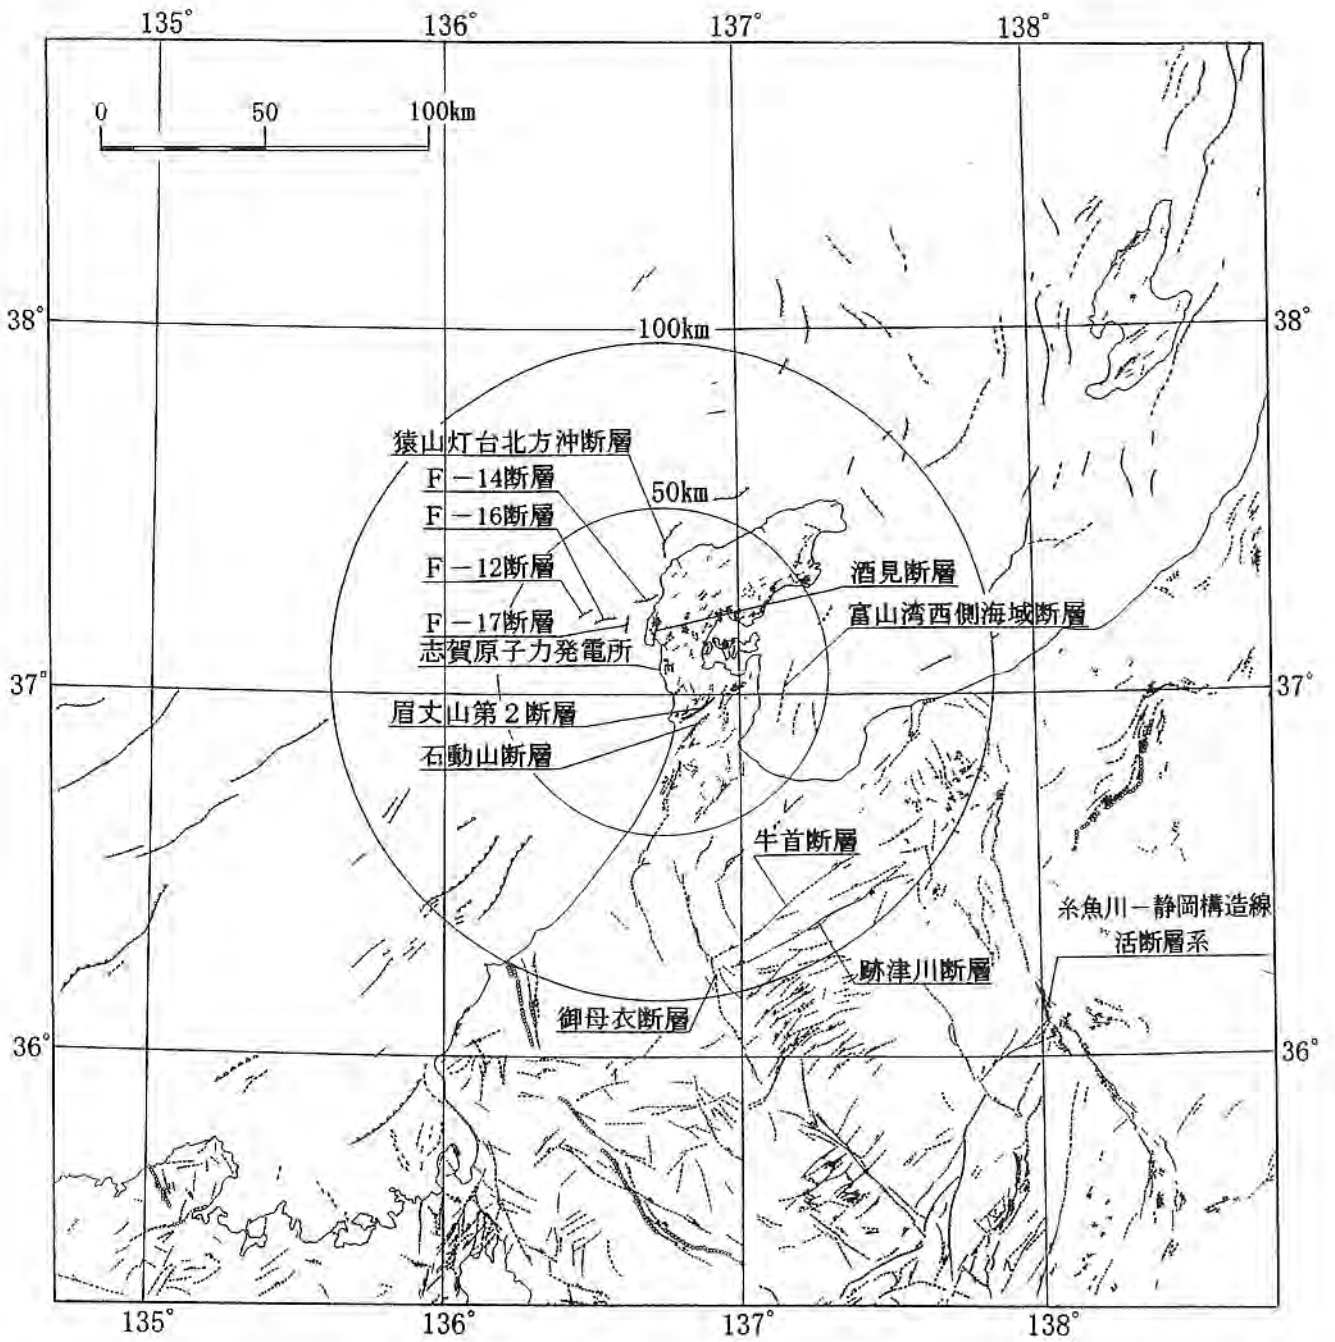 135°
136°
137°
138°
0
50
100km
38°
38°
100km
猿山灯台北方沖断層
F－14断層
50km
F－16断層
F－12断層
酒見断層
富山湾西側海域断層
F－17断層
志賀原子力発電所
37°
37°
眉丈山第２断層
石動山断層
牛首断層
糸魚川－静岡構造線
活断層系
跡津川断層
御母衣断層
36°
36°
135°
136°
137°
138°